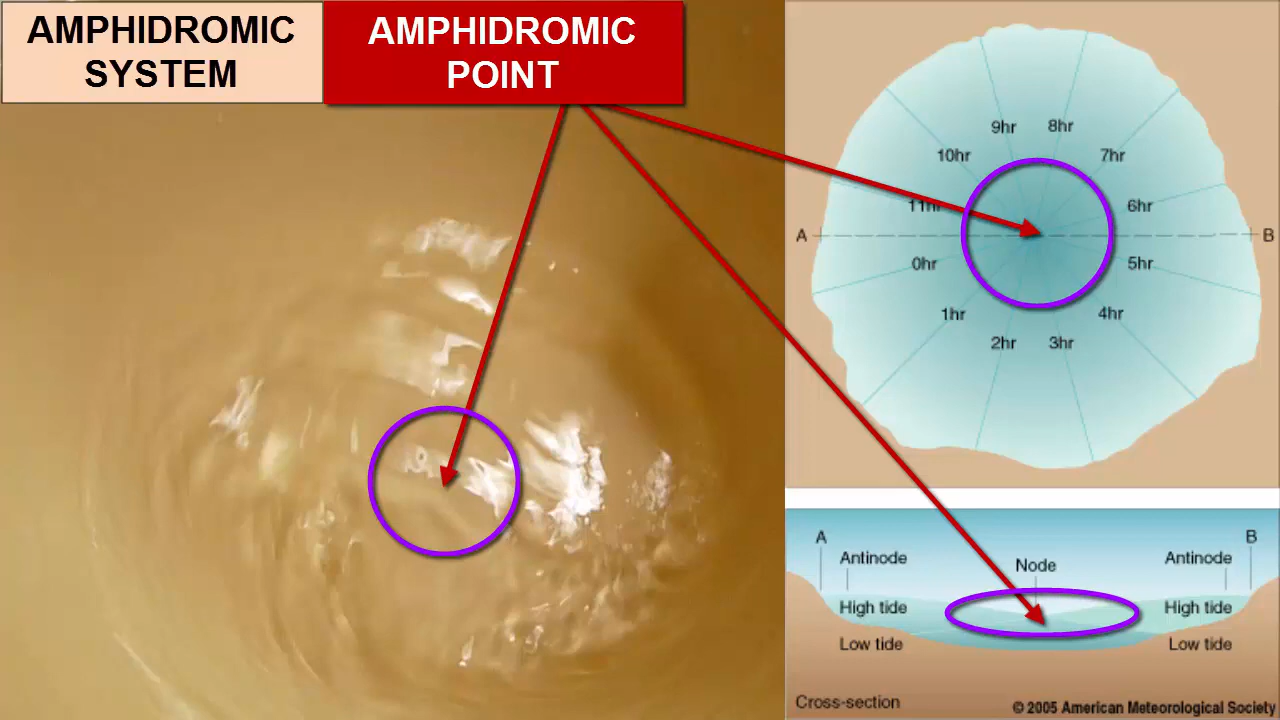 AMPHIDROMIC
SYSTEM
AMPHIDROMIC
POINT
9hr
8hr
10hr
7hr
11hr
6hr
A
B
0hr
5hr
1hr
4hr
2hr
3hr
A
B
Antinode
Node
Antinode
High tide
High tide
Low tide
Low tide
Cross-section
© 2005 American Meteorological Society